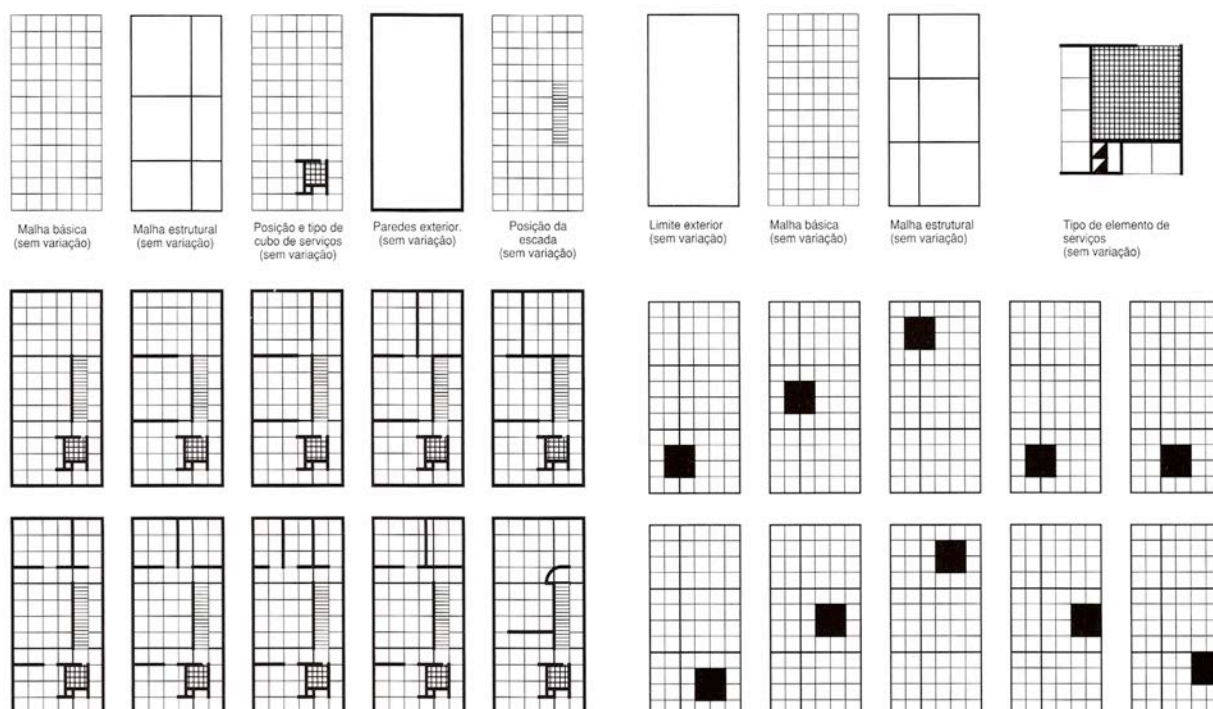 Malha básica
(sem variação)
Malha estrutural
(sem variação)
Posição e tipo de
cubo de serviços
(sem variação)
Paredes exterior.
(sem variação)
Posição da
escada
(sem variação)
Limite exterior
(sem variação)
Malha básica
(sem variação)
Malha estrutural
(sem variação)
Tipo de elemento de
serviços
(sem variação)